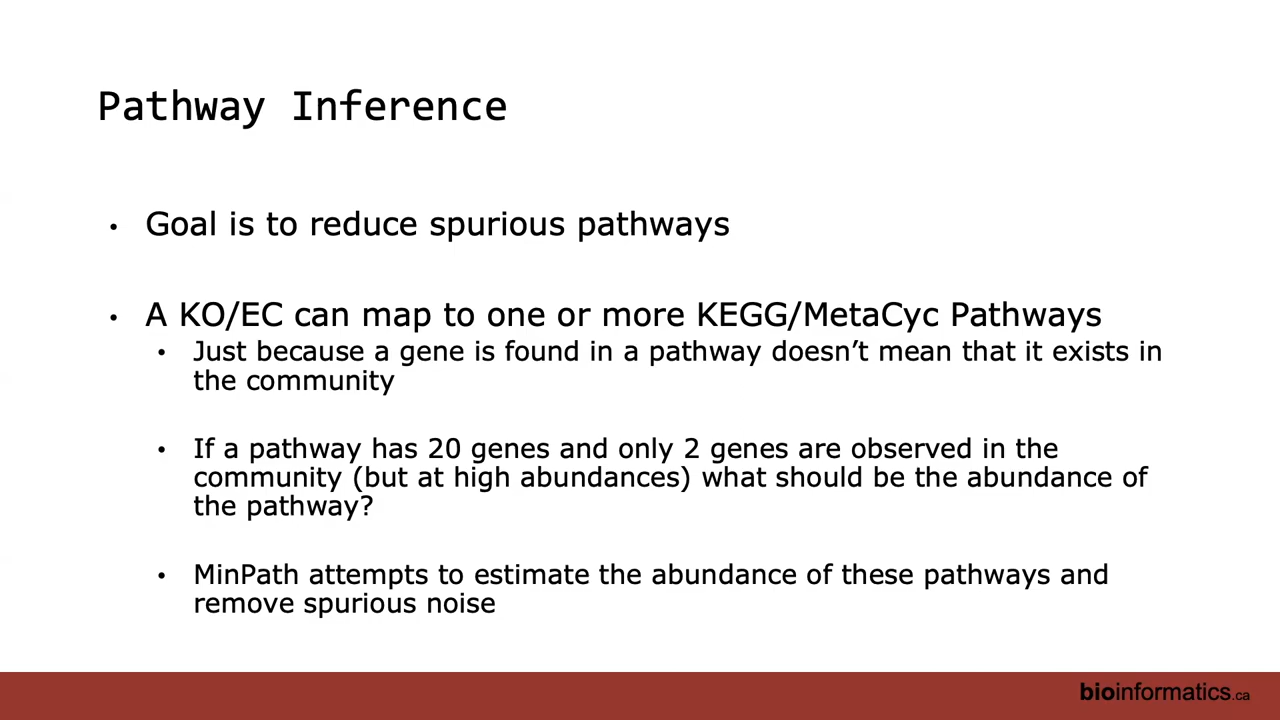 Pathway Inference
• Goal is to reduce spurious pathways
• A KO/EC can map to one or more KEGG/MetaCyc Pathways
• Just because a gene is found in a pathway doesn’t mean that it exists in
the community
• If a pathway has 20 genes and only 2 genes are observed in the
community (but at high abundances) what should be the abundance of
the pathway?
• MinPath attempts to estimate the abundance of these pathways and
remove spurious noise
bioinformatics.ca